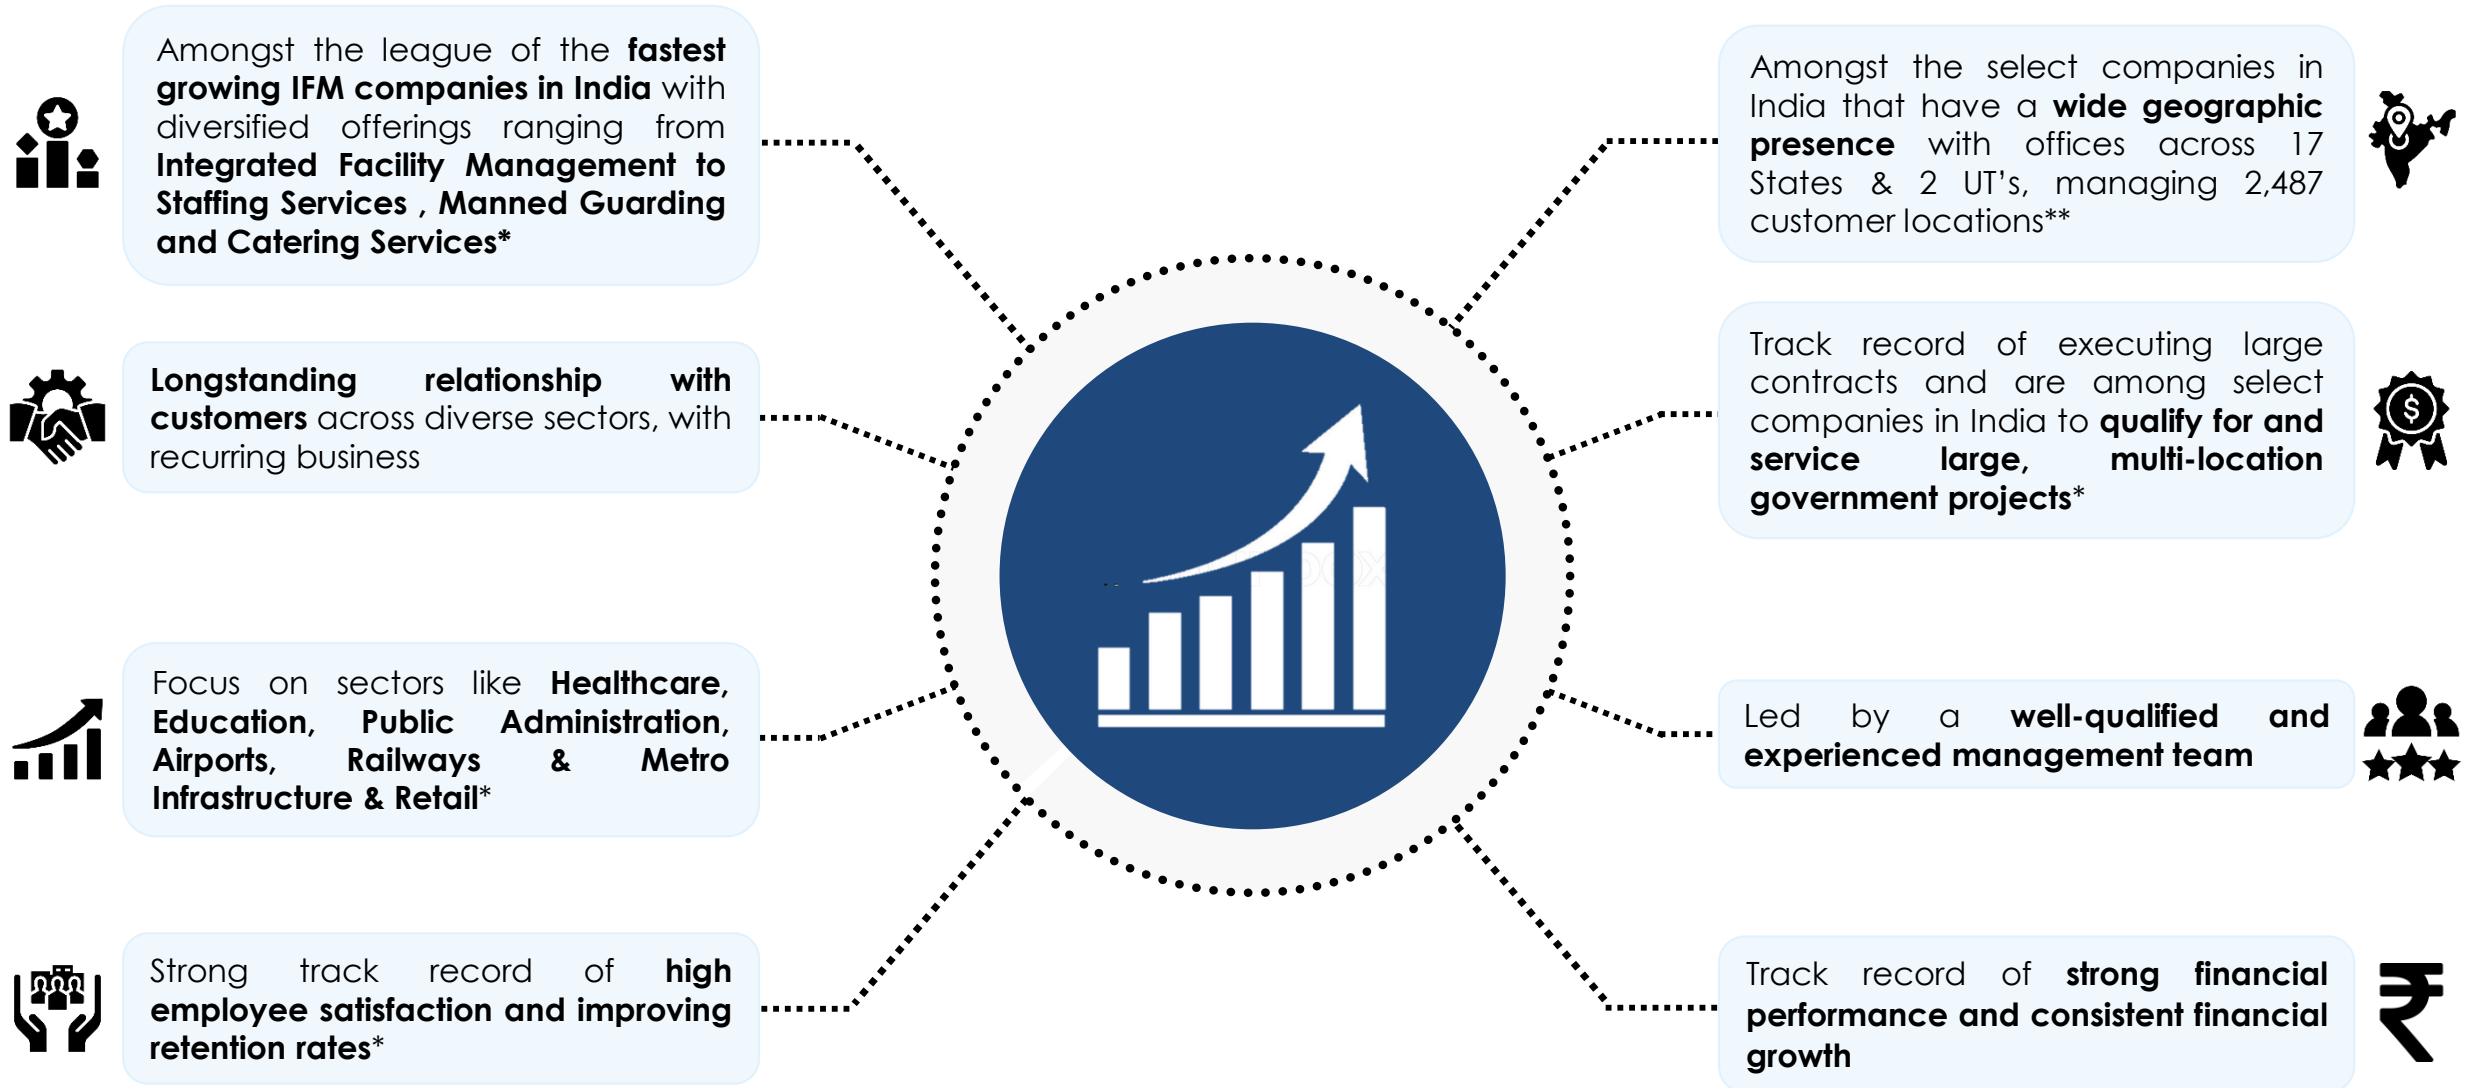 Amongst the league of the fastest
growing IFM companies in India with
diversified offerings ranging from
Integrated Facility Management to
Staffing Services , Manned Guarding
and Catering Services*
Longstanding relationship with
customers across diverse sectors, with
recurring business
Focus on sectors like Healthcare,
Education, Public Administration,
Airports, Railways & Metro
Infrastructure & Retail*
Strong track record of high
employee satisfaction and improving
retention rates*
Amongst the select companies in
India that have a wide geographic
presence with offices across 17
States & 2 UT’s, managing 2,487
customer locations**
Track record of executing large
contracts and are among select
companies in India to qualify for and
service large, multi-location
government projects*
$
Led by a well-qualified and
experienced management team
Track record of strong financial
performance and consistent financial
growth
₹